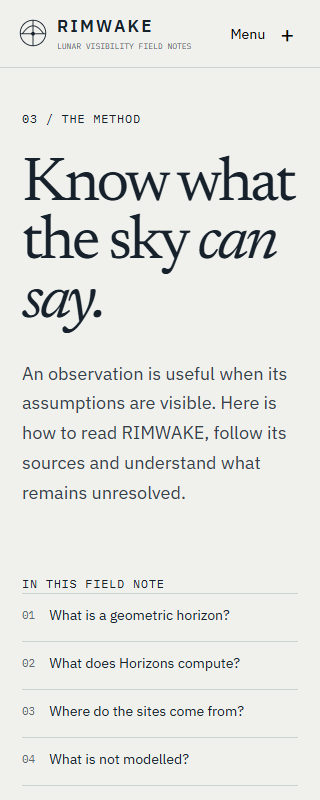 RIMWAKE
LUNAR VISIBILITY FIELD NOTES
Menu +
03 / THE METHOD
Know what
the sky can
say.
An observation is useful when its
assumptions are visible. Here is
how to read RIMWAKE, follow its
sources and understand what
remains unresolved.
IN THIS FIELD NOTE
01 What is a geometric horizon?
02 What does Horizons compute?
03 Where do the sites come from?
04 What is not modelled?